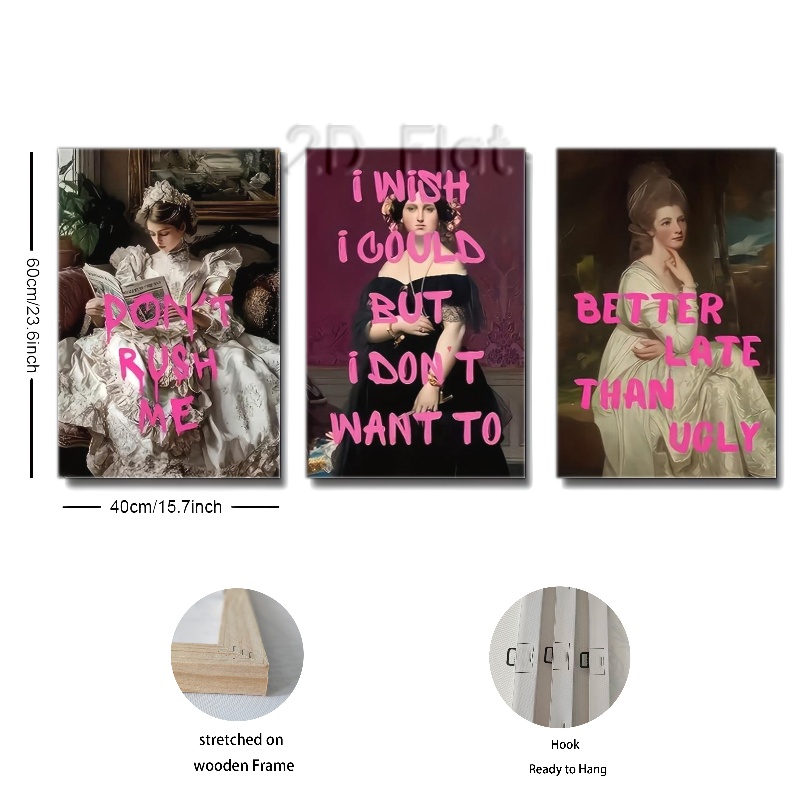 2D Flat
DON'T
RUSH
ME
i WiSH
i COULD
BUT
i DON'T
WANT TO
BETTER
LATE
THAN
UGLY
60cm/23.6inch
40cm/15.7inch
stretched on
wooden Frame
Hook
Ready to Hang